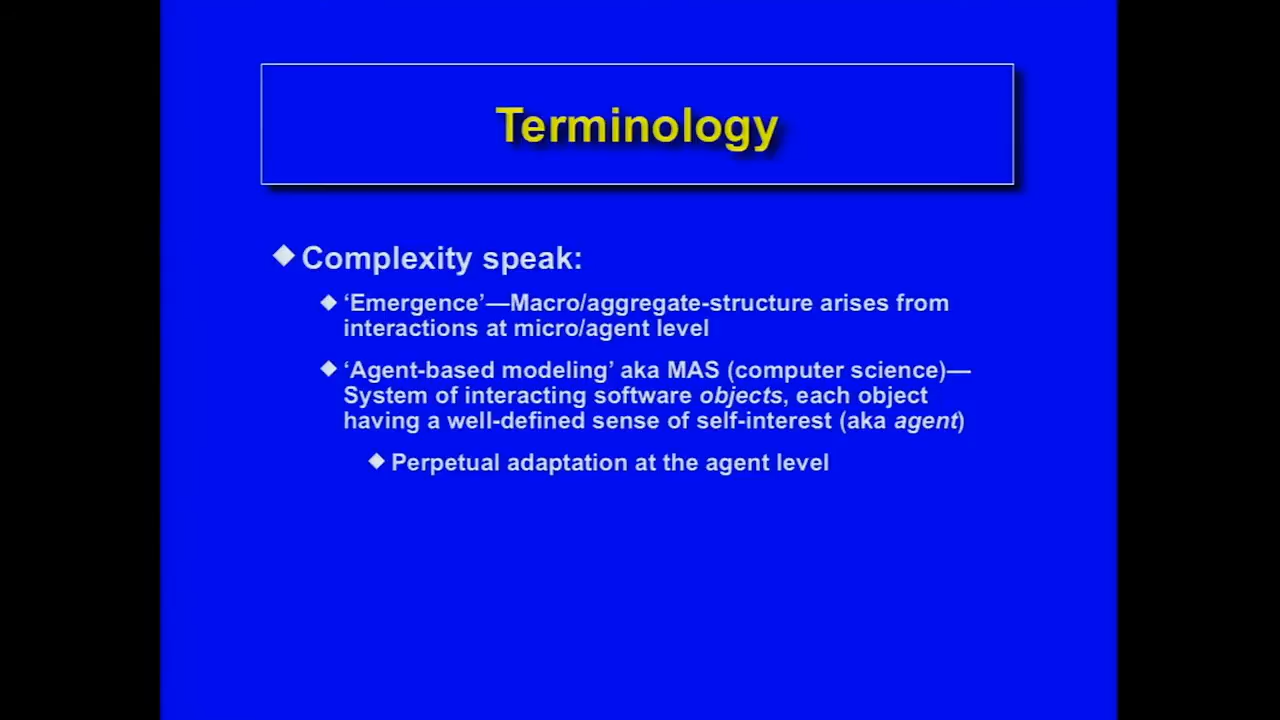 Terminology
Complexity speak:
‘Emergence’—Macro/aggregate-structure arises from
interactions at micro/agent level
‘Agent-based modeling’ aka MAS (computer science)—
System of interacting software objects, each object
having a well-defined sense of self-interest (aka agent)
Perpetual adaptation at the agent level